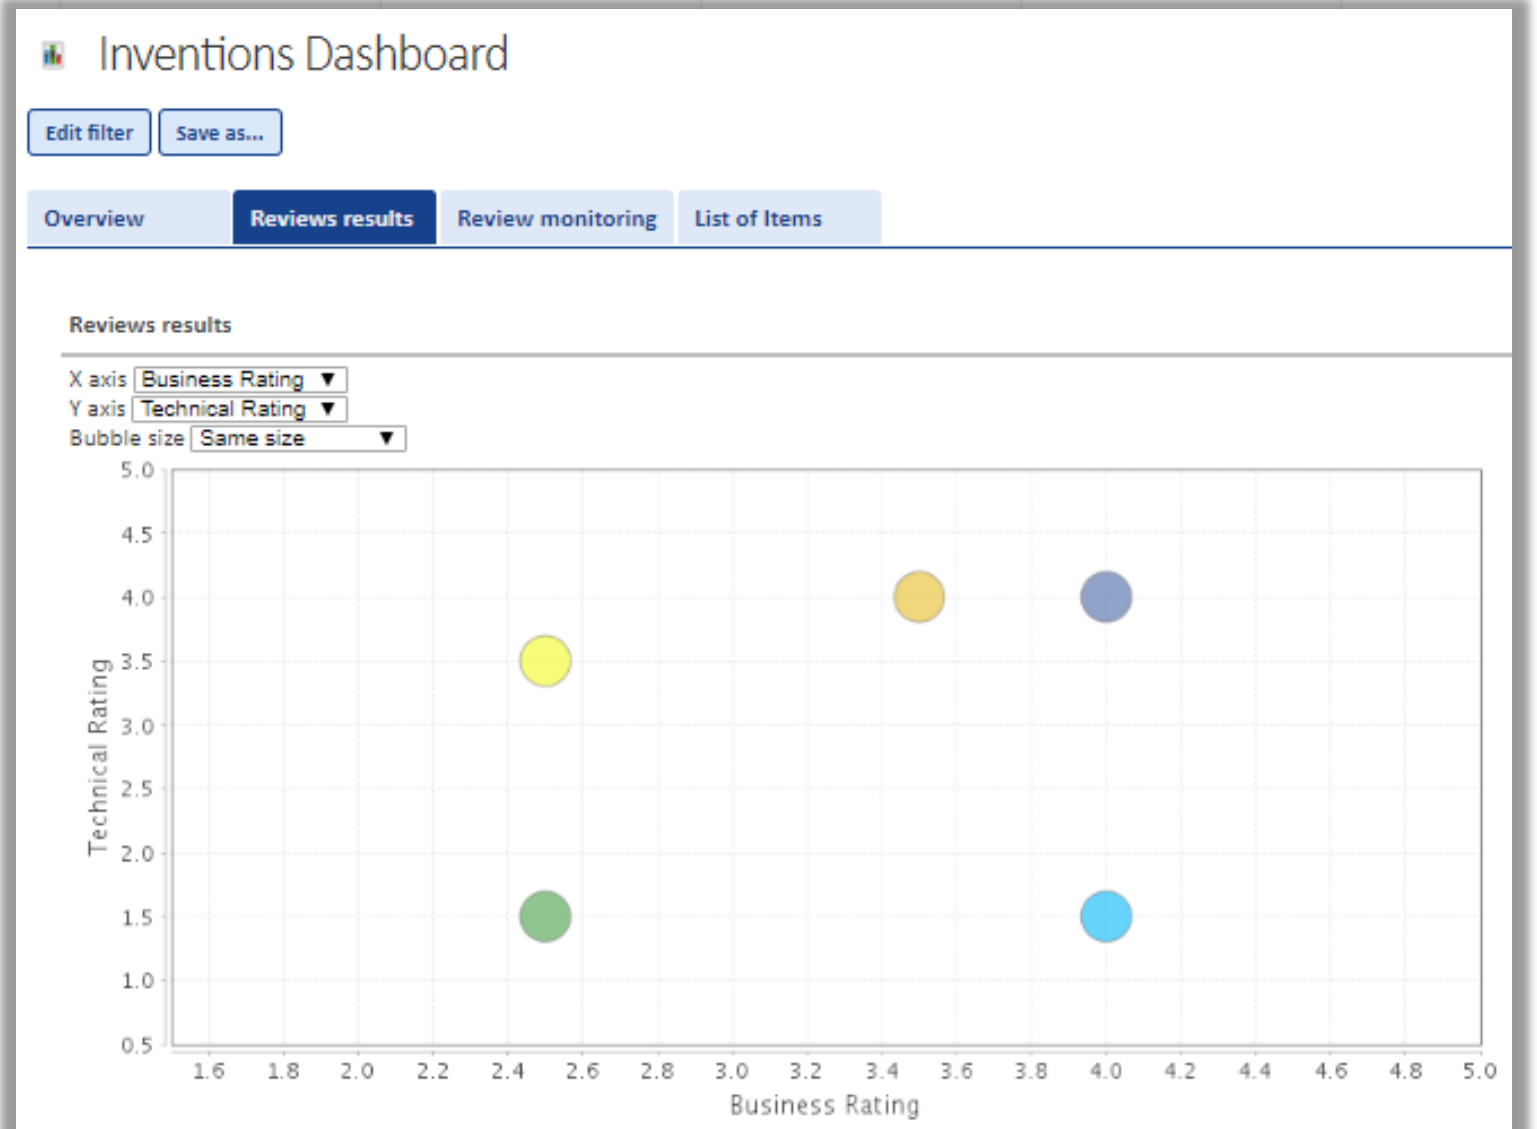 Inventions Dashboard
Edit filter Save as...
Overview Reviews results Review monitoring List of Items
Reviews results
X axis Business Rating ▼
Y axis Technical Rating ▼
Bubble size Same size ▼
5.0
4.5
4.0
3.5
3.0
2.5
2.0
1.5
1.0
0.5
Technical Rating
1.6 1.8 2.0 2.2 2.4 2.6 2.8 3.0 3.2 3.4 3.6 3.8 4.0 4.2 4.4 4.6 4.8 5.0
Business Rating